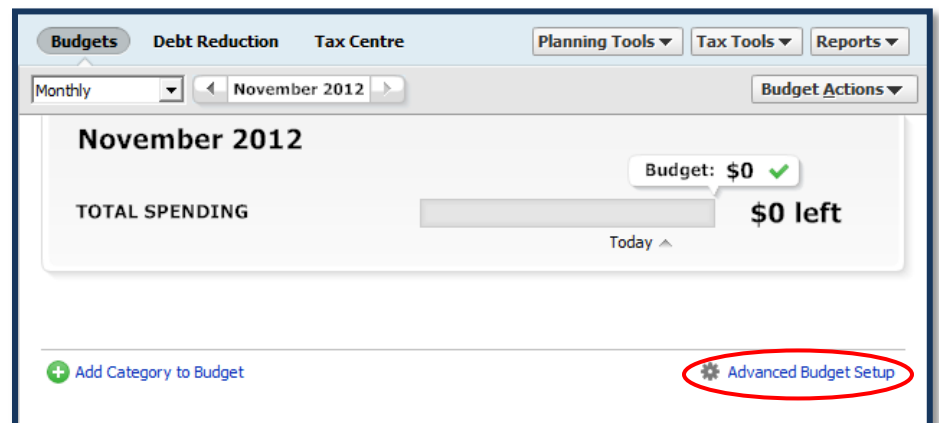 Budgets Debt Reduction Tax Centre Planning Tools Tax Tools Reports
Monthly November 2012 Budget Actions
November 2012
Budget: $0
TOTAL SPENDING $0 left
Today
Add Category to Budget Advanced Budget Setup